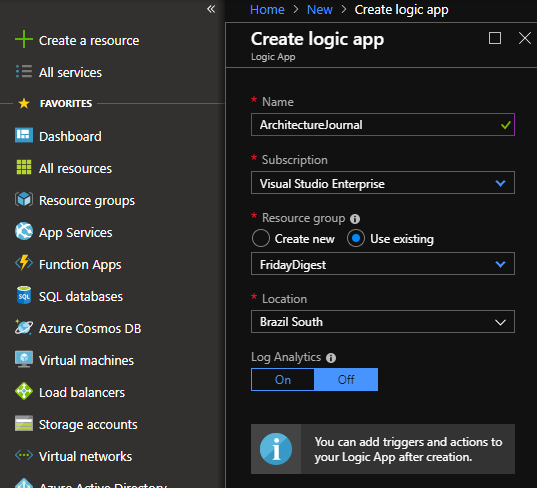 «
Create a resource
All services
FAVORITES
Dashboard
All resources
Resource groups
App Services
Function Apps
SQL databases
Azure Cosmos DB
Virtual machines
Load balancers
Storage accounts
Virtual networks
Azure Active Directory
Home > New > Create logic app
Create logic app
Logic App
* Name
ArchitectureJournal
* Subscription
Visual Studio Enterprise
* Resource group
Create new Use existing
FridayDigest
* Location
Brazil South
Log Analytics
On Off
You can add triggers and actions to
your Logic App after creation.